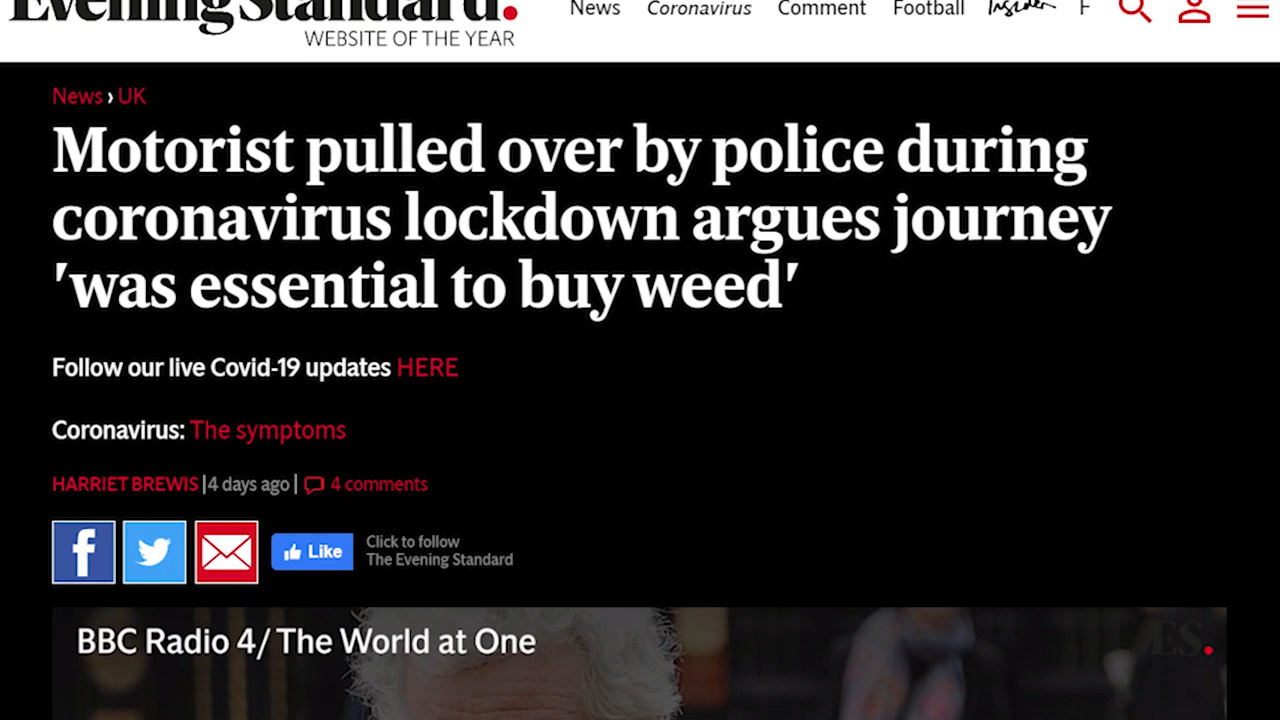 Evening Standard.
News Coronavirus Comment Football Insider F
WEBSITE OF THE YEAR
News › UK
Motorist pulled over by police during
coronavirus lockdown argues journey
'was essential to buy weed'
Follow our live Covid-19 updates HERE
Coronavirus: The symptoms
HARRIET BREWIS |4 days ago| 4 comments
f
Like
Click to follow
The Evening Standard
BBC Radio 4/ The World at One
ES.